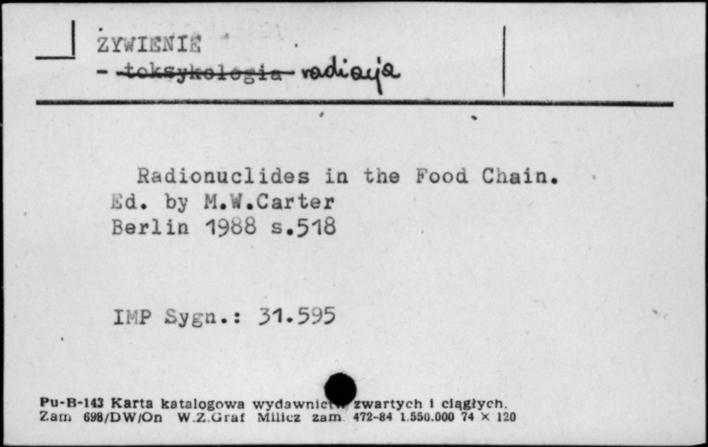 ŻYWIENIE
- toksykologia radiacja
Radionuclides in the Food Chain.
Ed. by M.W.Carter
Berlin 1988 s.518
IMP Sygn.: 31.595
Pu-B-143 Karta katalogowa wydawnictw zwartych i ciągłych.
Zam 698/DW/On W.Z.Graf Milicz zam. 472-84 1.550.000 74 × 120